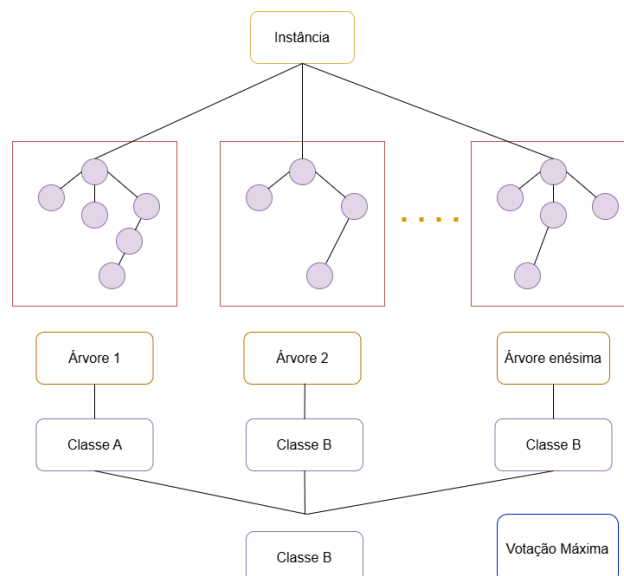 Instância
Árvore 1
Árvore 2
Árvore enésima
Classe A
Classe B
Classe B
Classe B
Votação Máxima